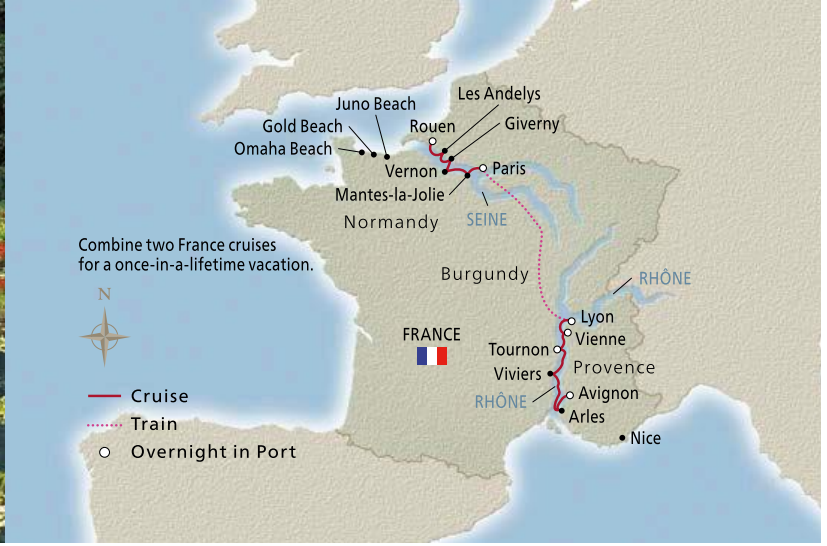 Les Andelys
Juno Beach
Gold Beach
Rouen
Giverny
Omaha Beach
Vernon
Paris
Mantes-la-Jolie
Normandy
SEINE
Combine two France cruises
for a once-in-a-lifetime vacation.
Burgundy
RHÔNE
N
Lyon
FRANCE
Vienne
Tournon
Provence
Viviers
Cruise
RHÔNE
Avignon
Arles
Train
Nice
Overnight in Port